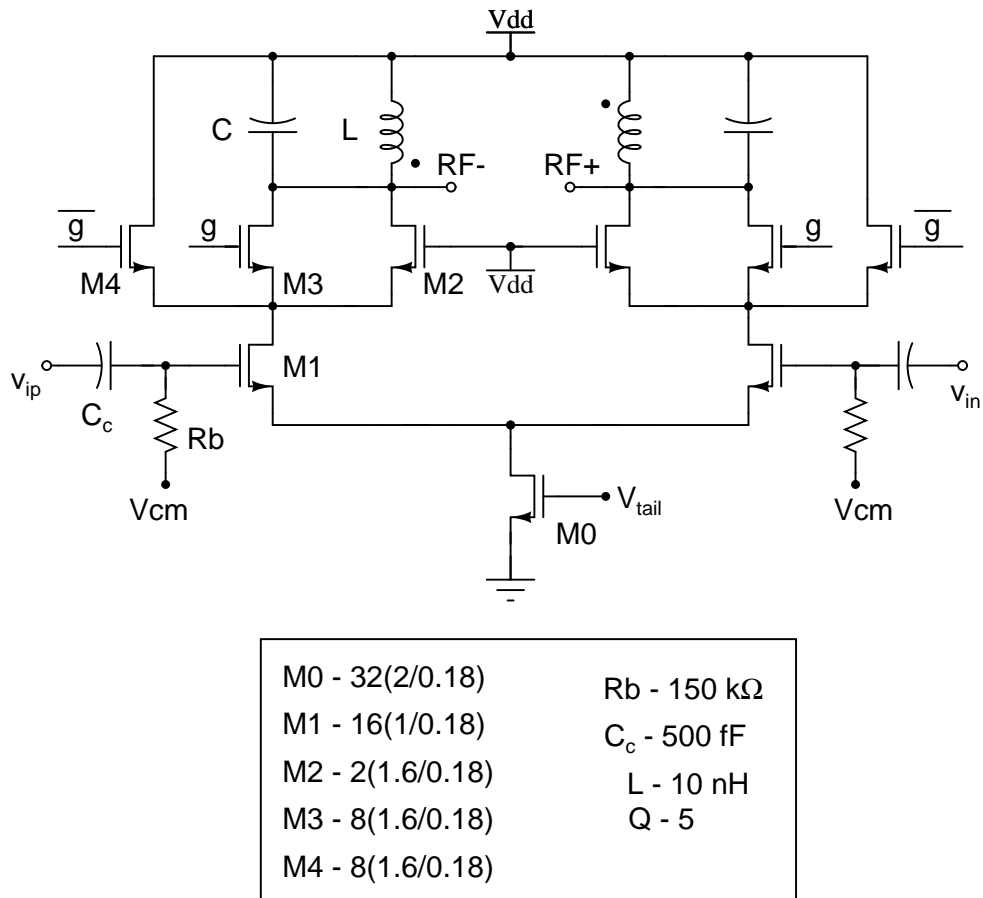 Vdd
C
L
RF-
RF+
g
g
g
g
M4
M3
M2
Vdd
vip
M1
vin
Cc
Rb
Vcm
Vtail
Vcm
M0
M0 - 32(2/0.18)
M1 - 16(1/0.18)
M2 - 2(1.6/0.18)
M3 - 8(1.6/0.18)
M4 - 8(1.6/0.18)
Rb - 150 kΩ
Cc - 500 fF
L - 10 nH
Q - 5